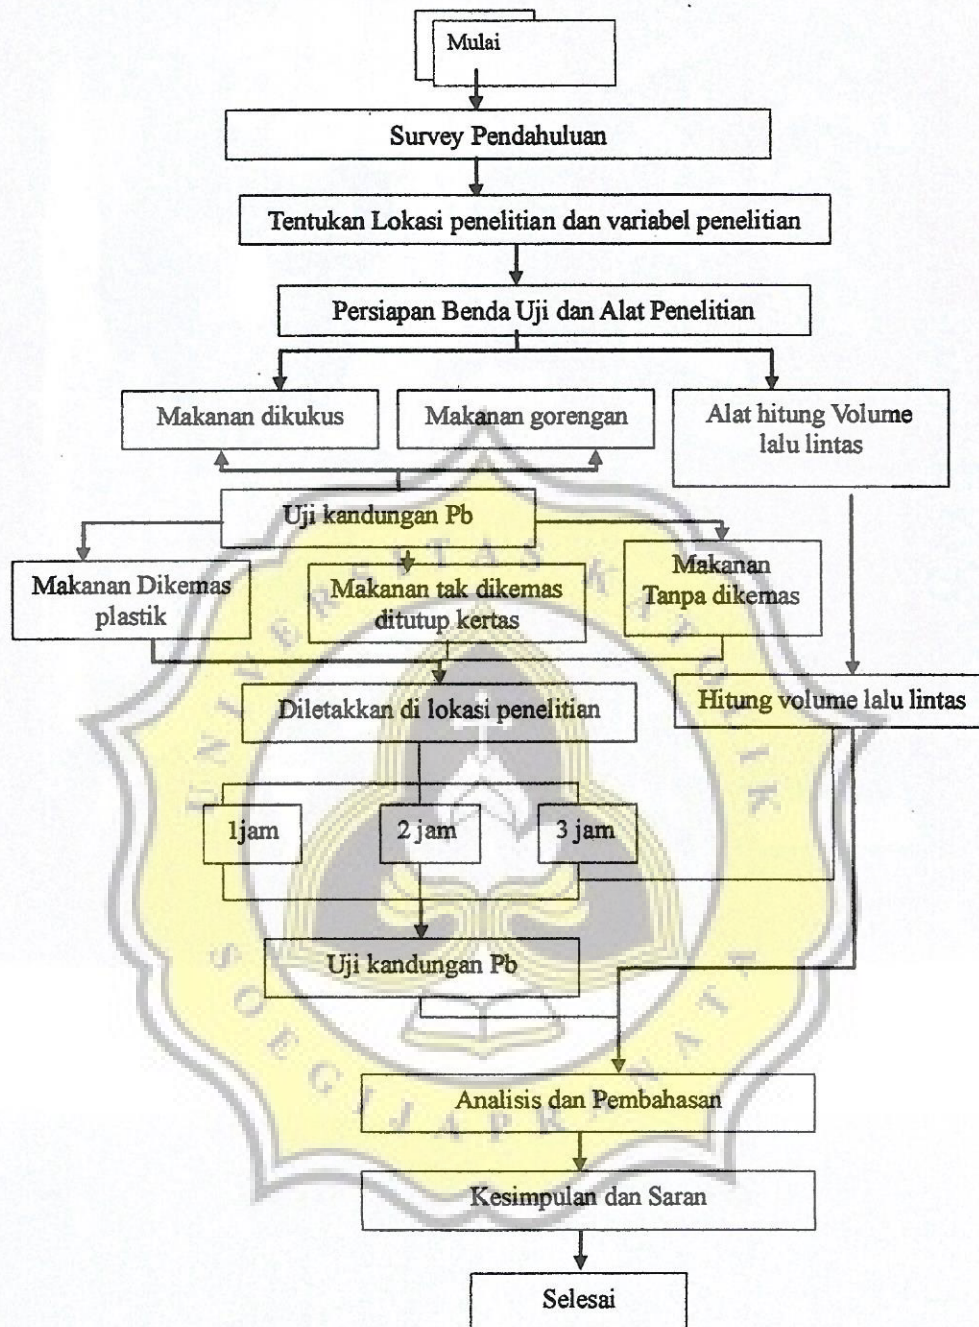 Mulai
Survey Pendahuluan
Tentukan Lokasi penelitian dan variabel penelitian
Persiapan Benda Uji dan Alat Penelitian
Makanan dikukus
Makanan gorengan
Alat hitung Volume
lalu lintas
Uji kandungan Pb
Makanan Dikemas
plastik
Makanan tak dikemas
ditutup kertas
Makanan
Tanpa dikemas
Diletakkan di lokasi penelitian
Hitung volume lalu lintas
1jam
2 jam
3 jam
Uji kandungan Pb
Analisis dan Pembahasan
Kesimpulan dan Saran
Selesai
UNIVERSITAS KATOLIK
SOEGIJAPRANATA